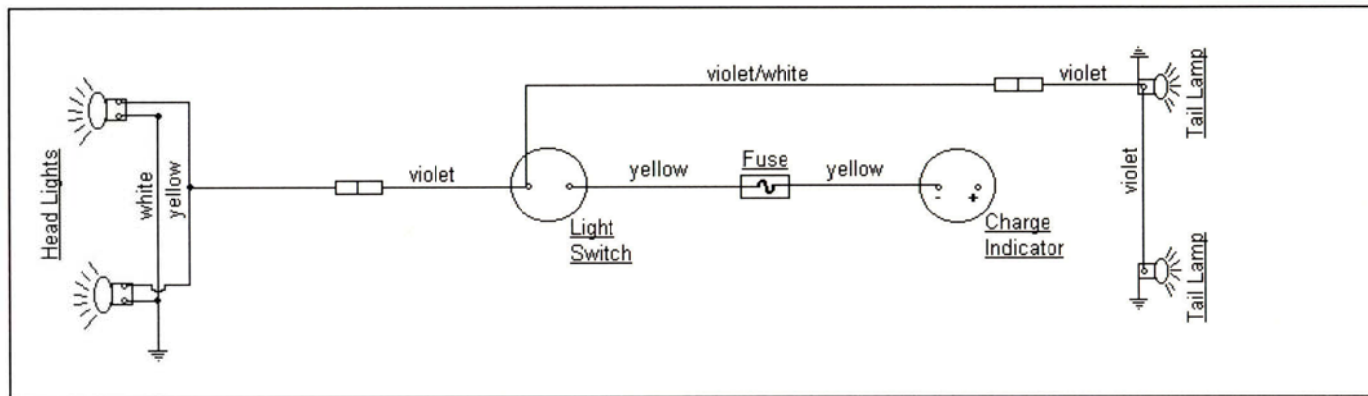 Head Lights
white
yellow
violet
violet/white
Light
Switch
yellow
Fuse
yellow
- +
Charge
Indicator
violet
violet
Tail Lamp
Tail Lamp